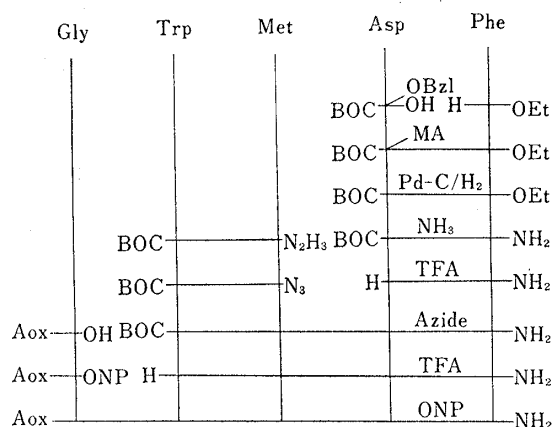 Gly Trp Met Asp Phe
OBzl
BOC OH H OEt
MA
BOC OEt
Pd-C/H₂
BOC OEt
BOC N₂H₃ BOC NH₃ NH₂
BOC N₃ H TFA NH₂
Aox OH BOC Azide NH₂
Aox ONP H TFA NH₂
Aox ONP NH₂